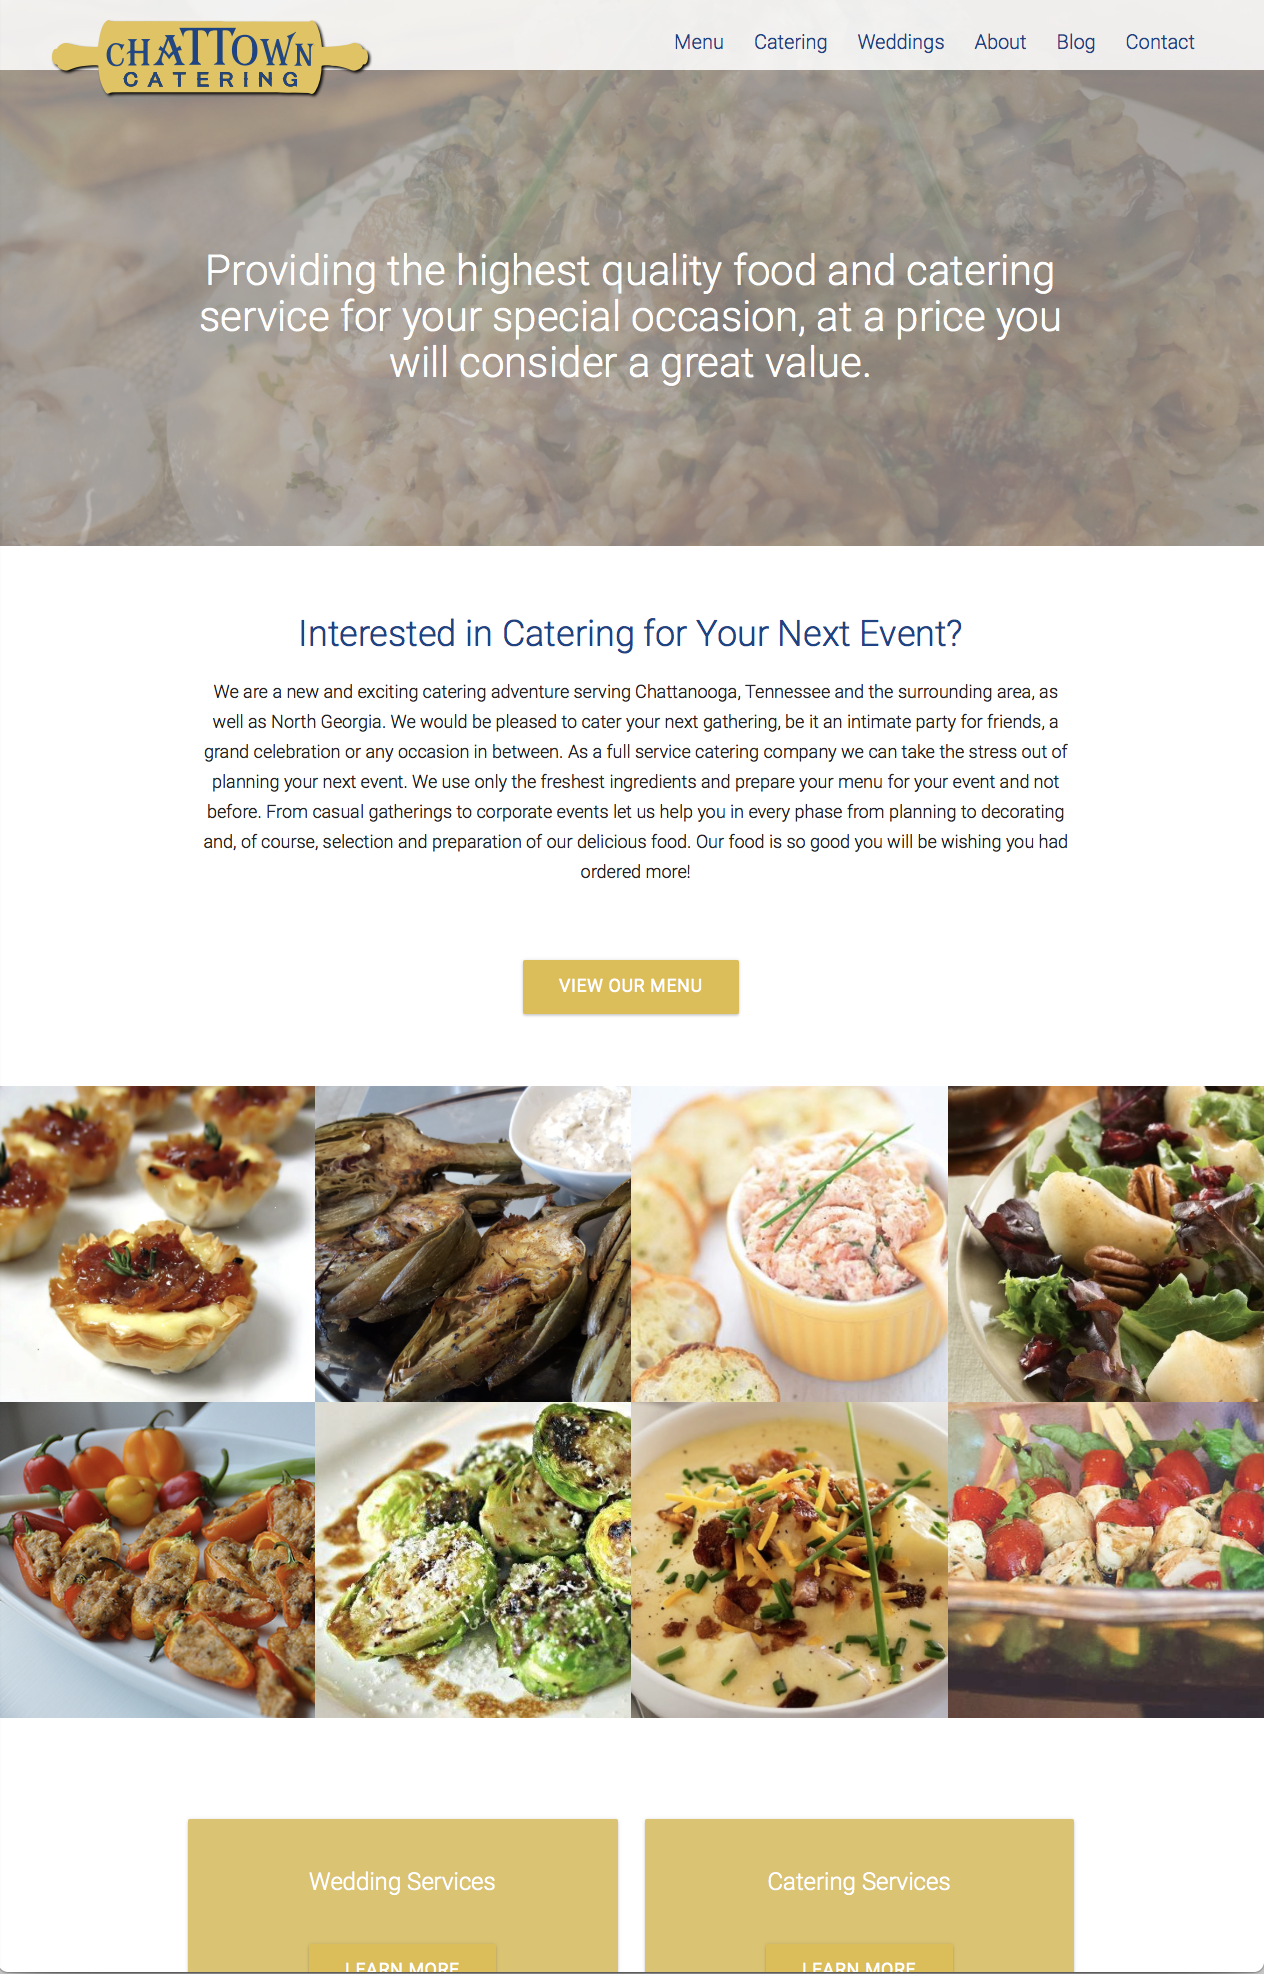 CHATTOWN
CATERING
Menu Catering Weddings About Blog Contact
Providing the highest quality food and catering
service for your special occasion, at a price you
will consider a great value.
Interested in Catering for Your Next Event?
We are a new and exciting catering adventure serving Chattanooga, Tennessee and the surrounding area, as
well as North Georgia. We would be pleased to cater your next gathering, be it an intimate party for friends, a
grand celebration or any occasion in between. As a full service catering company we can take the stress out of
planning your next event. We use only the freshest ingredients and prepare your menu for your event and not
before. From casual gatherings to corporate events let us help you in every phase from planning to decorating
and, of course, selection and preparation of our delicious food. Our food is so good you will be wishing you had
ordered more!
VIEW OUR MENU
Wedding Services
LEARN MORE
Catering Services
LEARN MORE